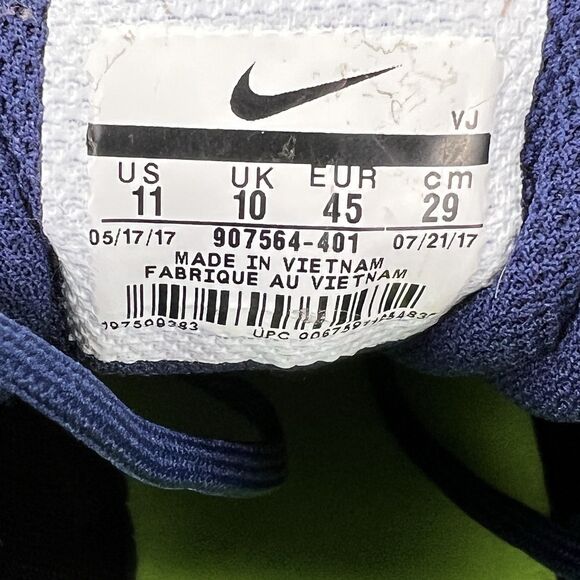 VJ
US UK EUR cm
11 10 45 29
05/17/17 907564-401 07/21/17
MADE IN VIETNAM
FABRIQUE AU VIETNAM
UPC